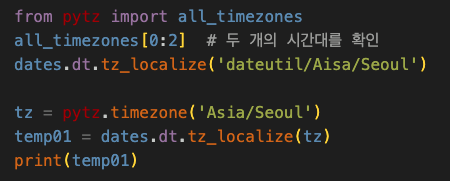 from pytz import all_timezones
all_timezones[0:2]  # 두 개의 시간대를 확인
dates.dt.tz_localize('dateutil/Aisa/Seoul')
tz = pytz.timezone('Asia/Seoul')
temp01 = dates.dt.tz_localize(tz)
print(temp01)